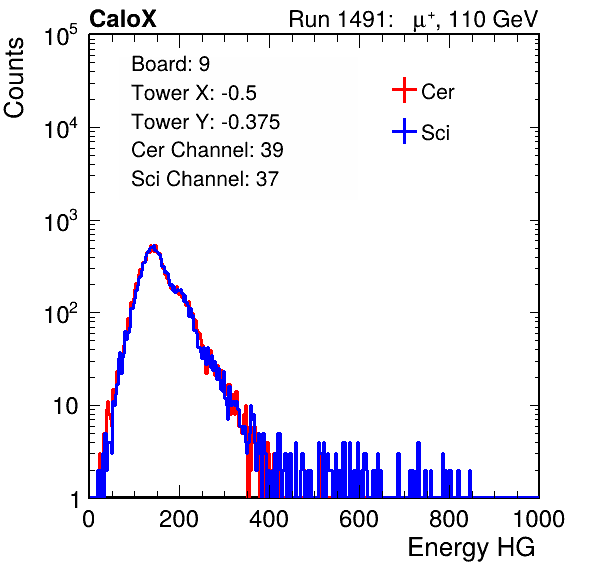 CaloX Run 1491: μ⁺, 110 GeV
Counts
Board: 9
Tower X: -0.5
Tower Y: -0.375
Cer Channel: 39
Sci Channel: 37
Cer
Sci
10⁵
10⁴
10³
10²
10
1
0 200 400 600 800 1000
Energy HG